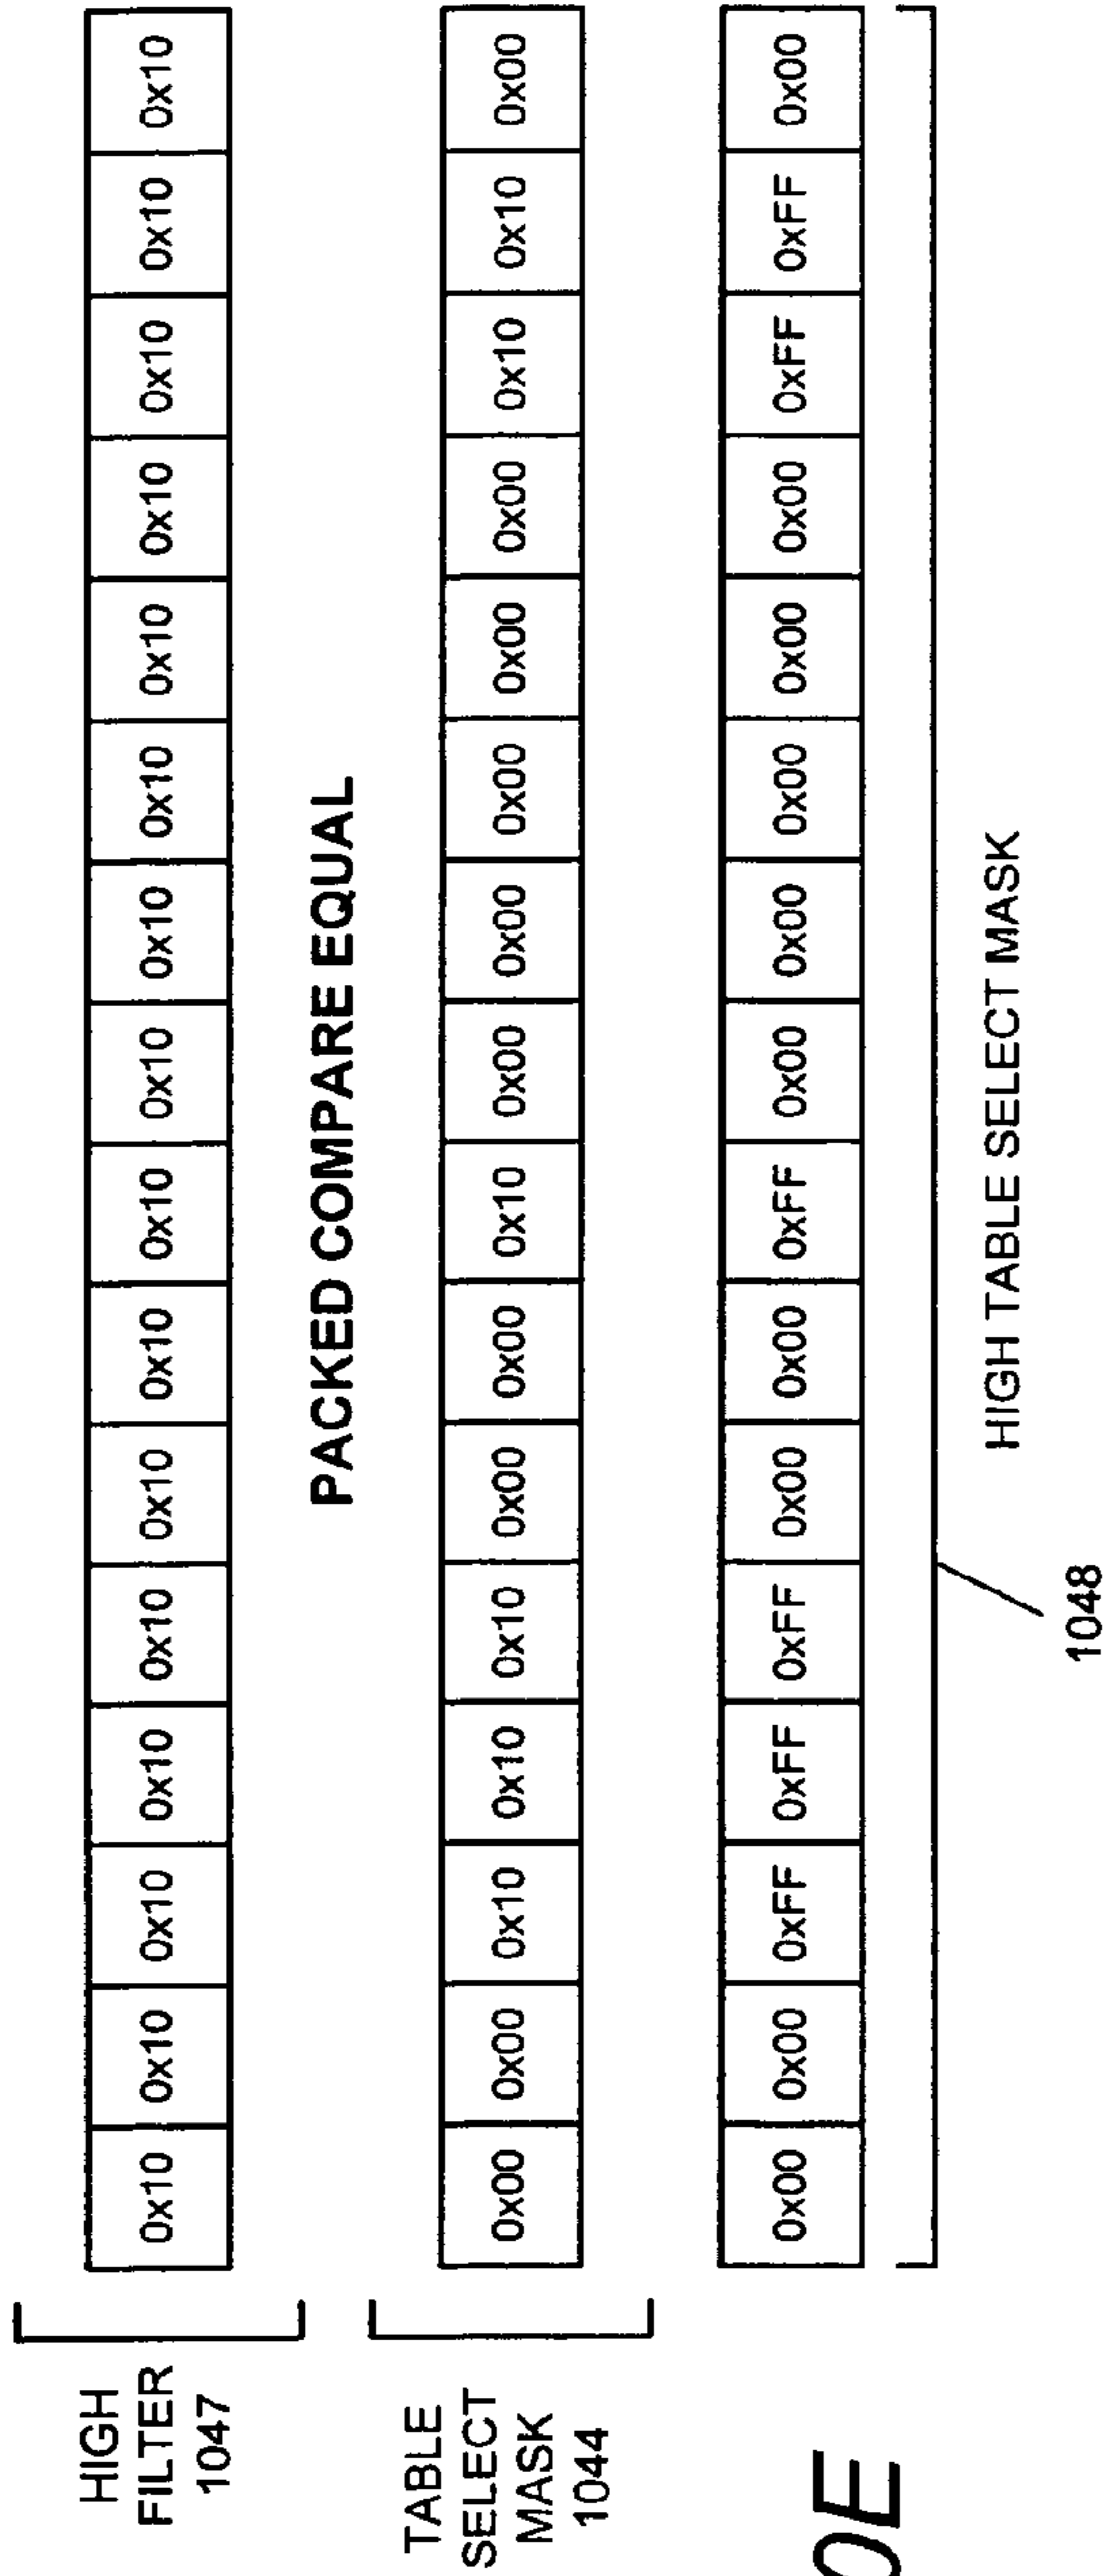 HIGH
FILTER
1047
0x10 0x10 0x10 0x10 0x10 0x10 0x10 0x10 0x10 0x10 0x10 0x10 0x10 0x10 0x10 0x10
PACKED COMPARE EQUAL
TABLE
SELECT
MASK
1044
0x00 0x00 0x10 0x10 0x10 0x00 0x00 0x10 0x00 0x00 0x00 0x00 0x00 0x10 0x10 0x00
0x00 0x00 0xFF 0xFF 0xFF 0x00 0x00 0xFF 0x00 0x00 0x00 0x00 0x00 0xFF 0xFF 0x00
HIGH TABLE SELECT MASK
1048
0E